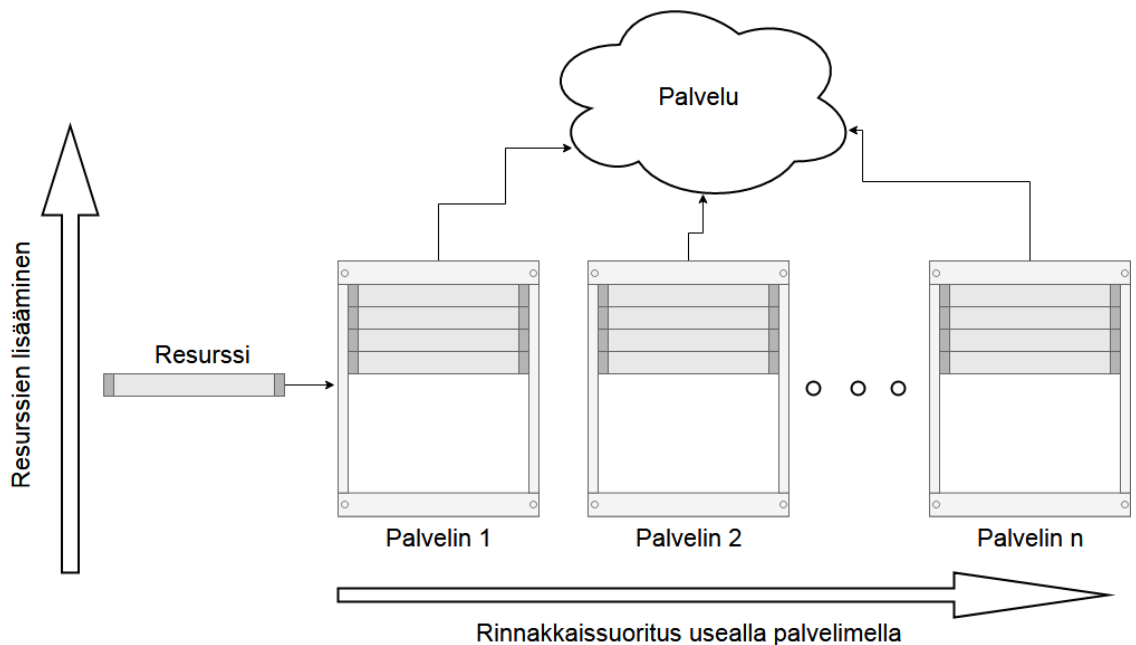 Palvelu
Resurssien lisääminen
Resurssi
Palvelin 1
Palvelin 2
Palvelin n
Rinnakkaissuoritus usealla palvelimella